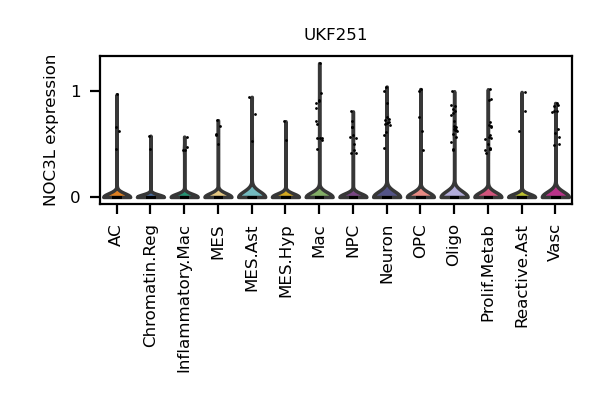 UKF251
NOC3L expression
1
0
AC
Chromatin.Reg
Inflammatory.Mac
MES
MES.Ast
MES.Hyp
Mac
NPC
Neuron
OPC
Oligo
Prolif.Metab
Reactive.Ast
Vasc